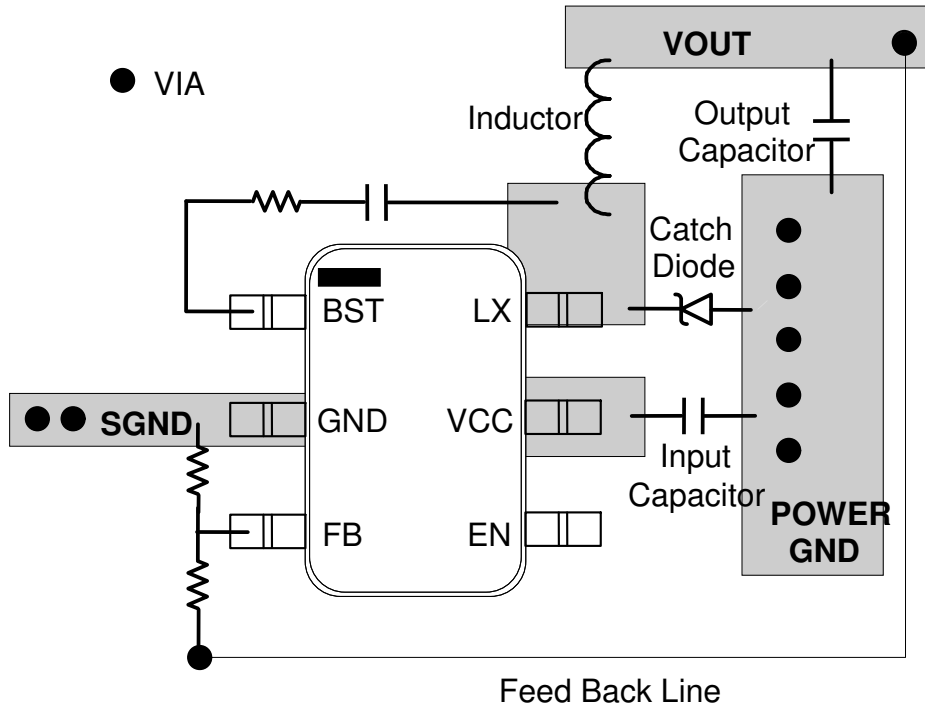 VOUT
VIA
Inductor
Output
Capacitor
Catch
Diode
BST
LX
SGND
GND
VCC
Input
Capacitor
FB
EN
POWER
GND
Feed Back Line